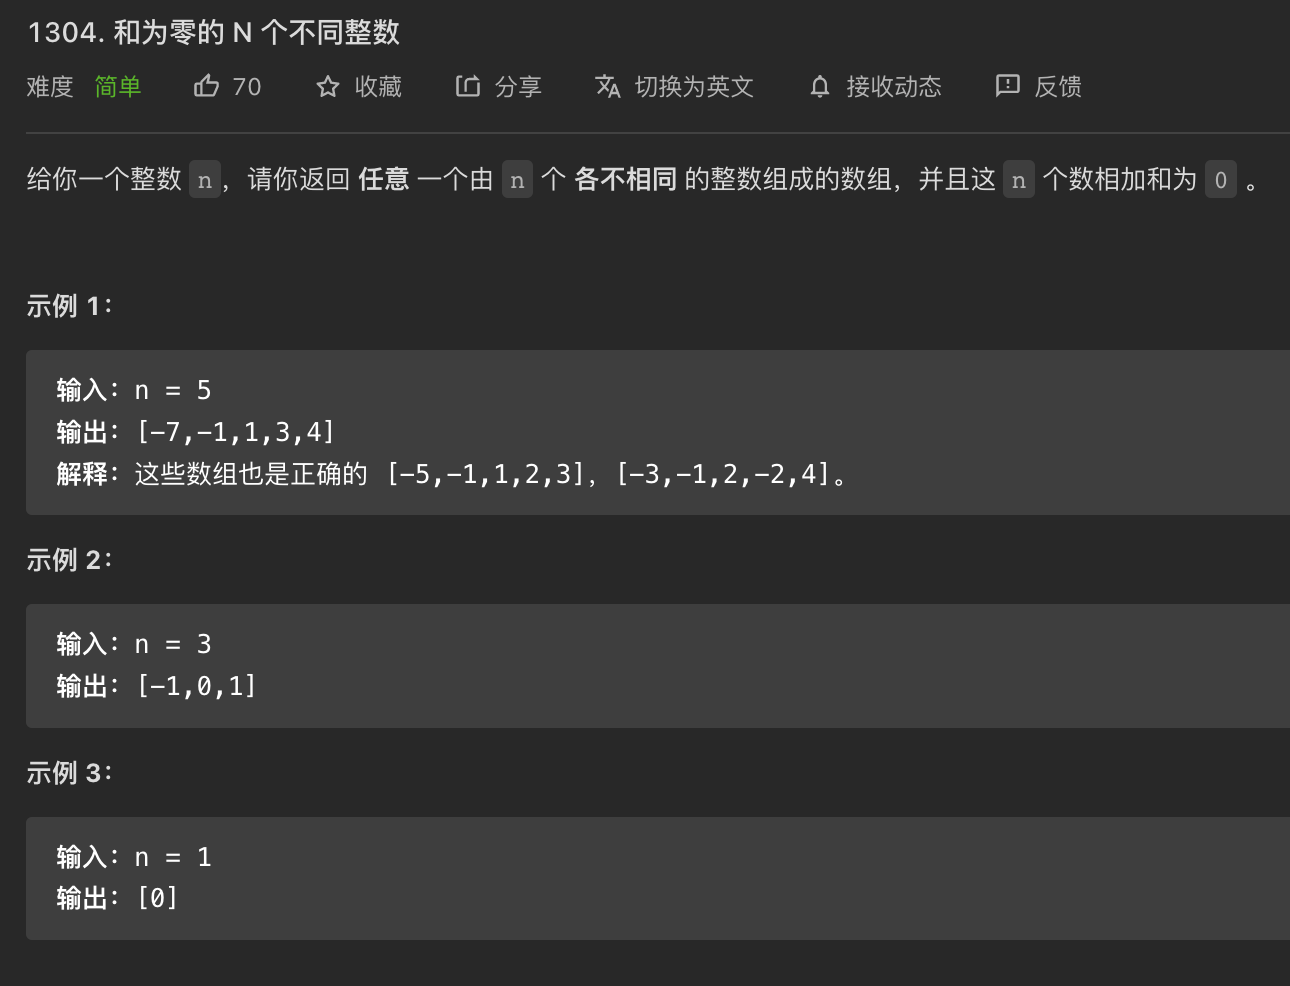 1304. 和为零的 N 个不同整数
难度 简单 70 收藏 分享 切换为英文 接收动态 反馈
给你一个整数 n，请你返回 任意 一个由 n 个 各不相同 的整数组成的数组，并且这 n 个数相加和为 0 。
示例 1：
输入：n = 5
输出：[-7,-1,1,3,4]
解释：这些数组也是正确的 [-5,-1,1,2,3]，[-3,-1,2,-2,4]。
示例 2：
输入：n = 3
输出：[-1,0,1]
示例 3：
输入：n = 1
输出：[0]